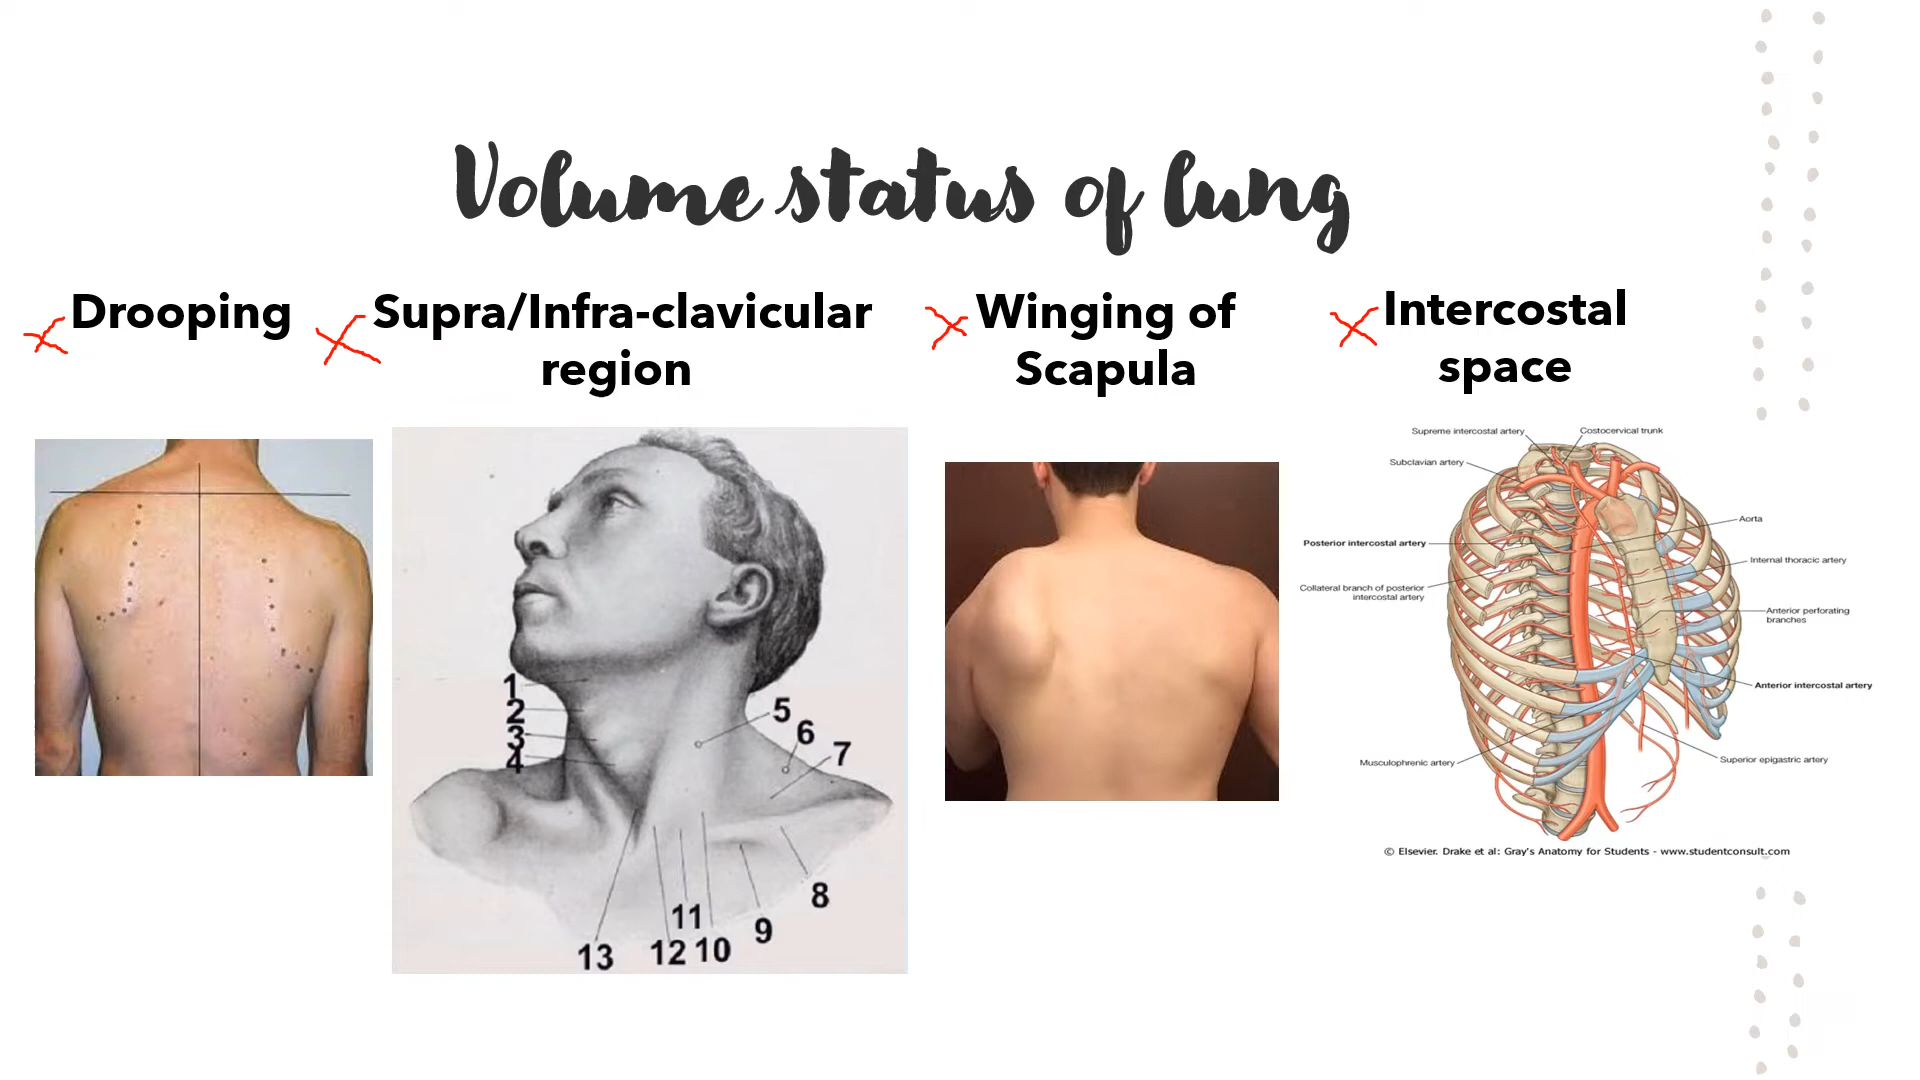 Volume status of lung
Drooping
Supra/Infra-clavicular
region
Winging of
Scapula
Intercostal
space
1
2
3
4
5
6
7
8
9
10
11
12
13
Supreme intercostal artery
Costocervical trunk
Subclavian artery
Aorta
Posterior intercostal artery
Internal thoracic artery
Collateral branch of posterior
intercostal artery
Anterior perforating
branches
Anterior intercostal artery
Musculophrenic artery
Superior epigastric artery
© Elsevier. Drake et al: Gray's Anatomy for Students - www.studentconsult.com